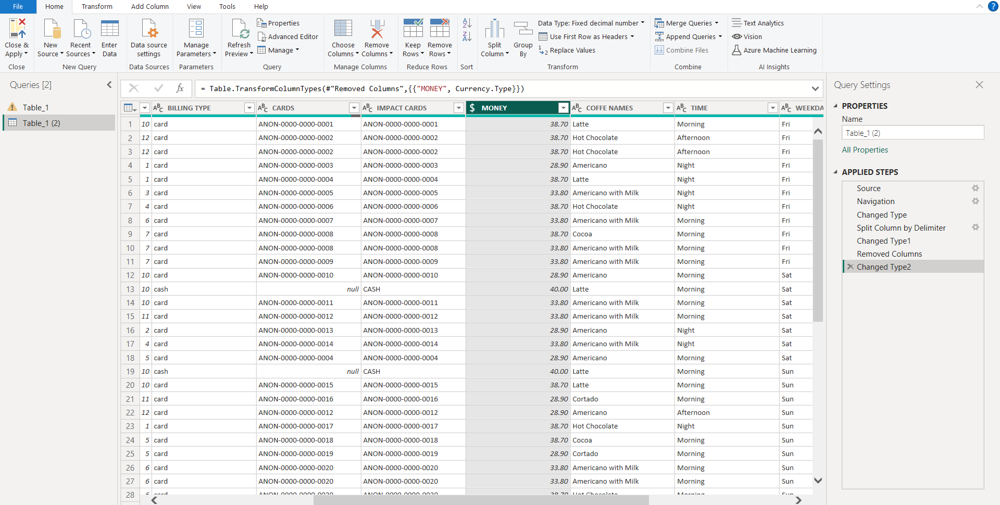 File Home Transform Add Column View Tools Help
Close & Apply
New Source
Recent Sources
Enter Data
Data source settings
Manage Parameters
Refresh Preview
Properties
Advanced Editor
Manage
Choose Columns
Remove Columns
Keep Rows
Remove Rows
Split Column
Group By
Data Type: Fixed decimal number
Use First Row as Headers
Replace Values
Merge Queries
Append Queries
Combine Files
Text Analytics
Vision
Azure Machine Learning
Close New Query Data Sources Parameters Query Manage Columns Reduce Rows Sort Transform Combine AI Insights
Queries [2]
Table_1
Table_1 (2)
fx = Table.TransformColumnTypes(#"Removed Columns",{{"MONEY", Currency.Type}})
ABC BILLING TYPE ABC CARDS ABC IMPACT CARDS $ MONEY ABC COFFE NAMES ABC TIME ABC WEEKDA
1 10 card ANON-0000-0000-0001 ANON-0000-0000-0001 38.70 Latte Morning Fri
2 12 card ANON-0000-0000-0002 ANON-0000-0000-0002 38.70 Hot Chocolate Afternoon Fri
3 12 card ANON-0000-0000-0002 ANON-0000-0000-0002 38.70 Hot Chocolate Afternoon Fri
4 1 card ANON-0000-0000-0003 ANON-0000-0000-0003 28.90 Americano Night Fri
5 1 card ANON-0000-0000-0004 ANON-0000-0000-0004 38.70 Latte Night Fri
6 3 card ANON-0000-0000-0005 ANON-0000-0000-0005 33.80 Americano with Milk Night Fri
7 4 card ANON-0000-0000-0006 ANON-0000-0000-0006 38.70 Hot Chocolate Night Fri
8 6 card ANON-0000-0000-0007 ANON-0000-0000-0007 33.80 Americano with Milk Morning Fri
9 7 card ANON-0000-0000-0008 ANON-0000-0000-0008 38.70 Cocoa Morning Fri
10 7 card ANON-0000-0000-0008 ANON-0000-0000-0008 33.80 Americano with Milk Morning Fri
11 7 card ANON-0000-0000-0009 ANON-0000-0000-0009 33.80 Americano with Milk Morning Fri
12 10 card ANON-0000-0000-0010 ANON-0000-0000-0010 28.90 Americano Morning Sat
13 10 cash null CASH 40.00 Latte Morning Sat
14 10 card ANON-0000-0000-0011 ANON-0000-0000-0011 33.80 Americano with Milk Morning Sat
15 11 card ANON-0000-0000-0012 ANON-0000-0000-0012 33.80 Americano with Milk Morning Sat
16 2 card ANON-0000-0000-0013 ANON-0000-0000-0013 28.90 Americano Night Sat
17 4 card ANON-0000-0000-0014 ANON-0000-0000-0014 33.80 Americano with Milk Night Sat
18 5 card ANON-0000-0000-0004 ANON-0000-0000-0004 28.90 Americano Morning Sat
19 10 cash null CASH 40.00 Latte Morning Sun
20 10 card ANON-0000-0000-0015 ANON-0000-0000-0015 38.70 Latte Morning Sun
21 11 card ANON-0000-0000-0016 ANON-0000-0000-0016 28.90 Cortado Morning Sun
22 12 card ANON-0000-0000-0012 ANON-0000-0000-0012 28.90 Americano Afternoon Sun
23 1 card ANON-0000-0000-0017 ANON-0000-0000-0017 38.70 Hot Chocolate Night Sun
24 5 card ANON-0000-0000-0018 ANON-0000-0000-0018 38.70 Cocoa Morning Sun
25 5 card ANON-0000-0000-0019 ANON-0000-0000-0019 28.90 Cortado Morning Sun
26 6 card ANON-0000-0000-0020 ANON-0000-0000-0020 33.80 Americano with Milk Morning Sun
27 6 card ANON-0000-0000-0020 ANON-0000-0000-0020 33.80 Americano with Milk Morning Sun
28 6 card ANON-0000-0000-0020 ANON-0000-0000-0020 38.70 Hot Chocolate Morning Sun
Query Settings
PROPERTIES
Name
Table_1 (2)
All Properties
APPLIED STEPS
Source
Navigation
Changed Type
Split Column by Delimiter
Changed Type1
Removed Columns
Changed Type2